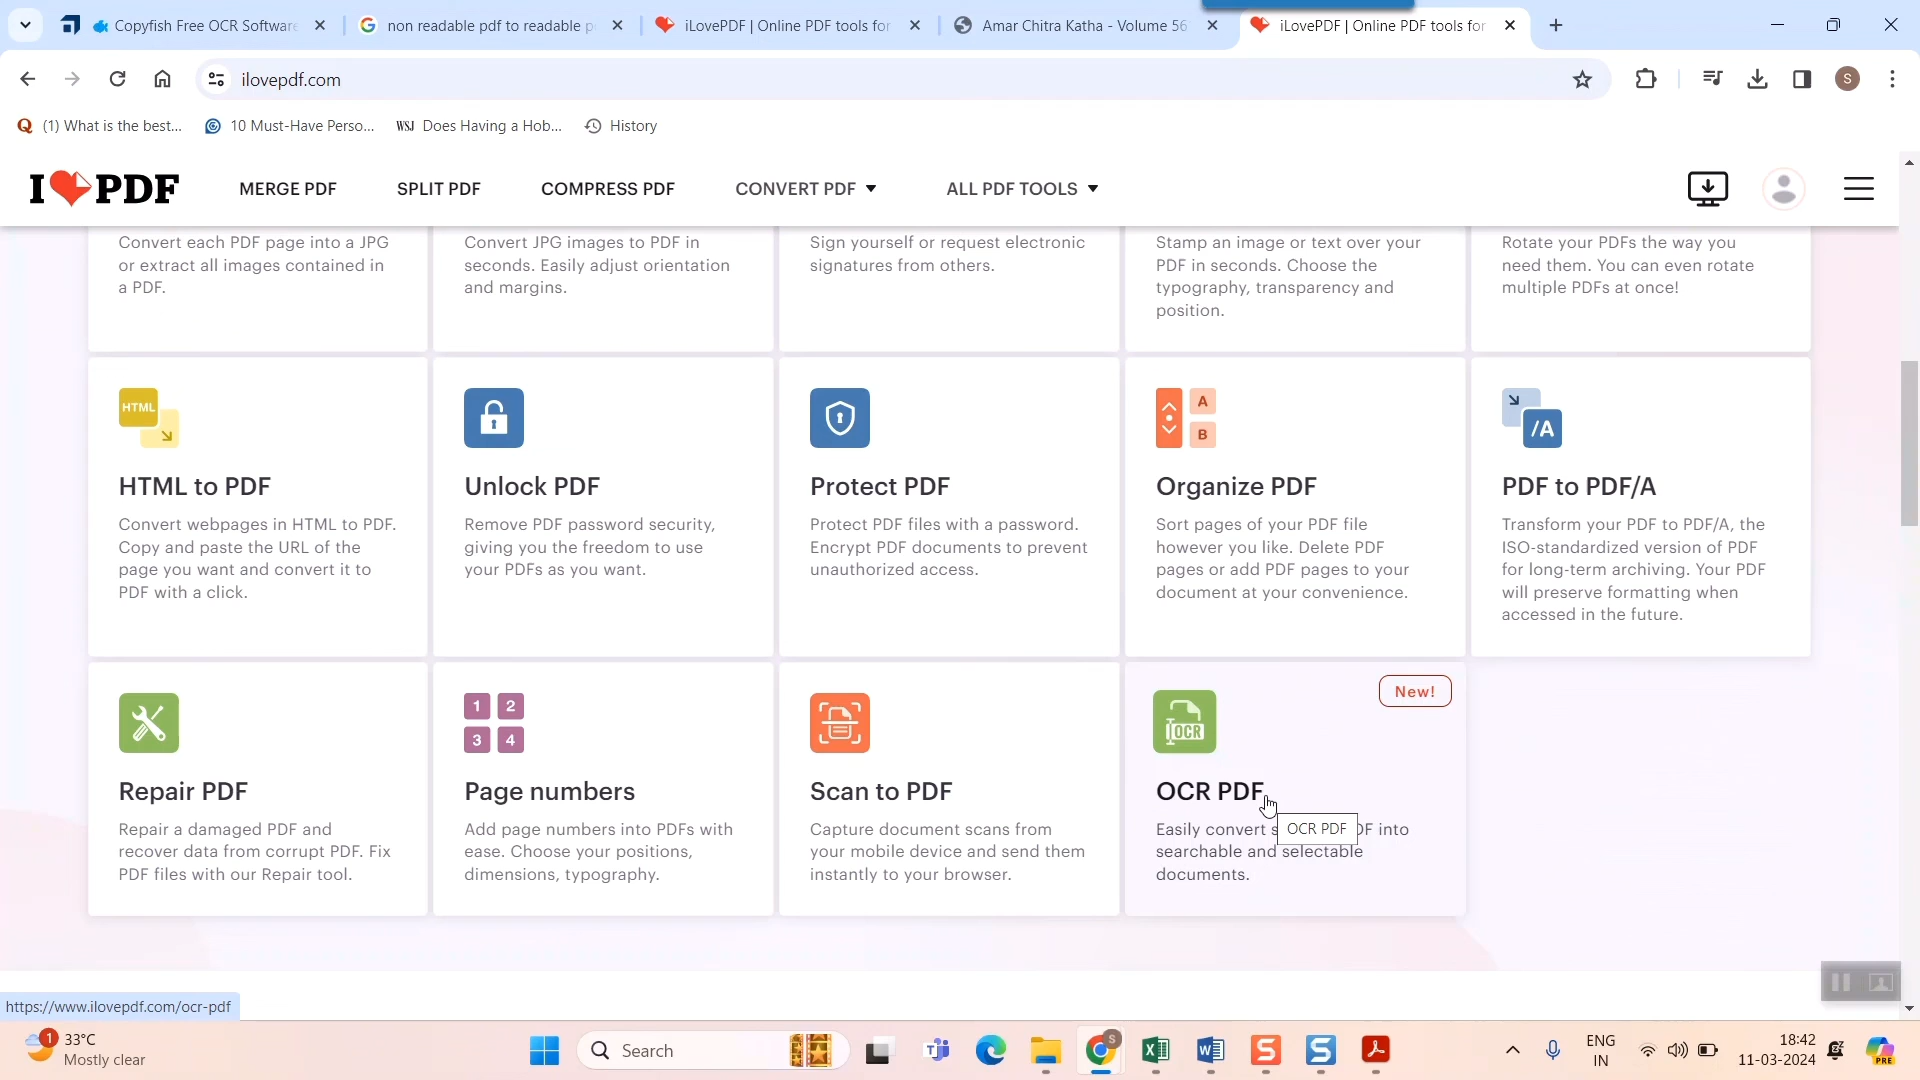 Copyfish Free OCR Software
non readable pdf to readable p
iLovePDF | Online PDF tools for
Amar Chitra Katha - Volume 56
iLovePDF | Online PDF tools for
ilovepdf.com
S
Q (1) What is the best...
10 Must-Have Perso...
WSJ Does Having a Hob...
History
I PDF
MERGE PDF
SPLIT PDF
COMPRESS PDF
CONVERT PDF
ALL PDF TOOLS
Convert each PDF page into a JPG
or extract all images contained in
a PDF.
Convert JPG images to PDF in
seconds. Easily adjust orientation
and margins.
Sign yourself or request electronic
signatures from others.
Stamp an image or text over your
PDF in seconds. Choose the
typography, transparency and
position.
Rotate your PDFs the way you
need them. You can even rotate
multiple PDFs at once!
HTML
HTML to PDF
Convert webpages in HTML to PDF.
Copy and paste the URL of the
page you want and convert it to
PDF with a click.
Unlock PDF
Remove PDF password security,
giving you the freedom to use
your PDFs as you want.
Protect PDF
Protect PDF files with a password.
Encrypt PDF documents to prevent
unauthorized access.
A
B
Organize PDF
Sort pages of your PDF file
however you like. Delete PDF
pages or add PDF pages to your
document at your convenience.
/A
PDF to PDF/A
Transform your PDF to PDF/A, the
ISO-standardized version of PDF
for long-term archiving. Your PDF
will preserve formatting when
accessed in the future.
Repair PDF
Repair a damaged PDF and
recover data from corrupt PDF. Fix
PDF files with our Repair tool.
1 2
3 4
Page numbers
Add page numbers into PDFs with
ease. Choose your positions,
dimensions, typography.
Scan to PDF
Capture document scans from
your mobile device and send them
instantly to your browser.
New!
OCR
OCR PDF
Easily convert DF into
OCR PDF
searchable and selectable
documents.
https://www.ilovepdf.com/ocr-pdf
1
33°C
Mostly clear
Search
S
ENG
IN
18:42
11-03-2024
PRE